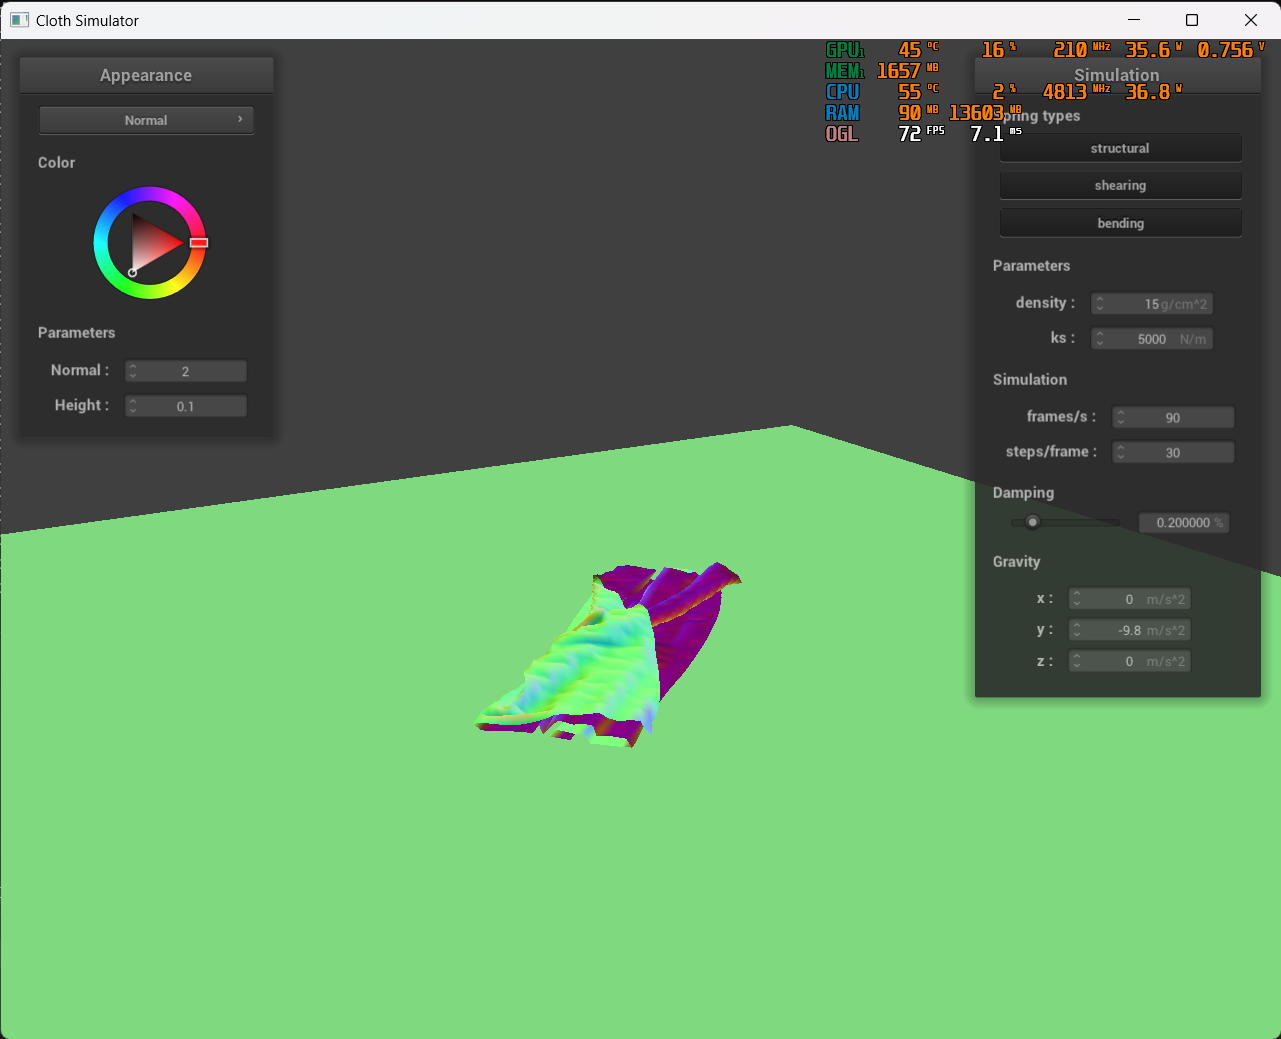 Cloth Simulator
GPU1 45 °C 16 % 210 MHz 35.6 W 0.756 V
MEM1 1657 MB
CPU 55 °C 2 % 4813 MHz 36.8 W
RAM 90 MB 13603 MB
OGL 72 FPS 7.1 ms
Appearance
Normal
Color
Parameters
Normal : 2
Height : 0.1
Simulation
types
structural
shearing
bending
Parameters
density : 15 g/cm^2
ks : 5000 N/m
Simulation
frames/s : 90
steps/frame : 30
Damping
0.200000 %
Gravity
x : 0 m/s^2
y : -9.8 m/s^2
z : 0 m/s^2